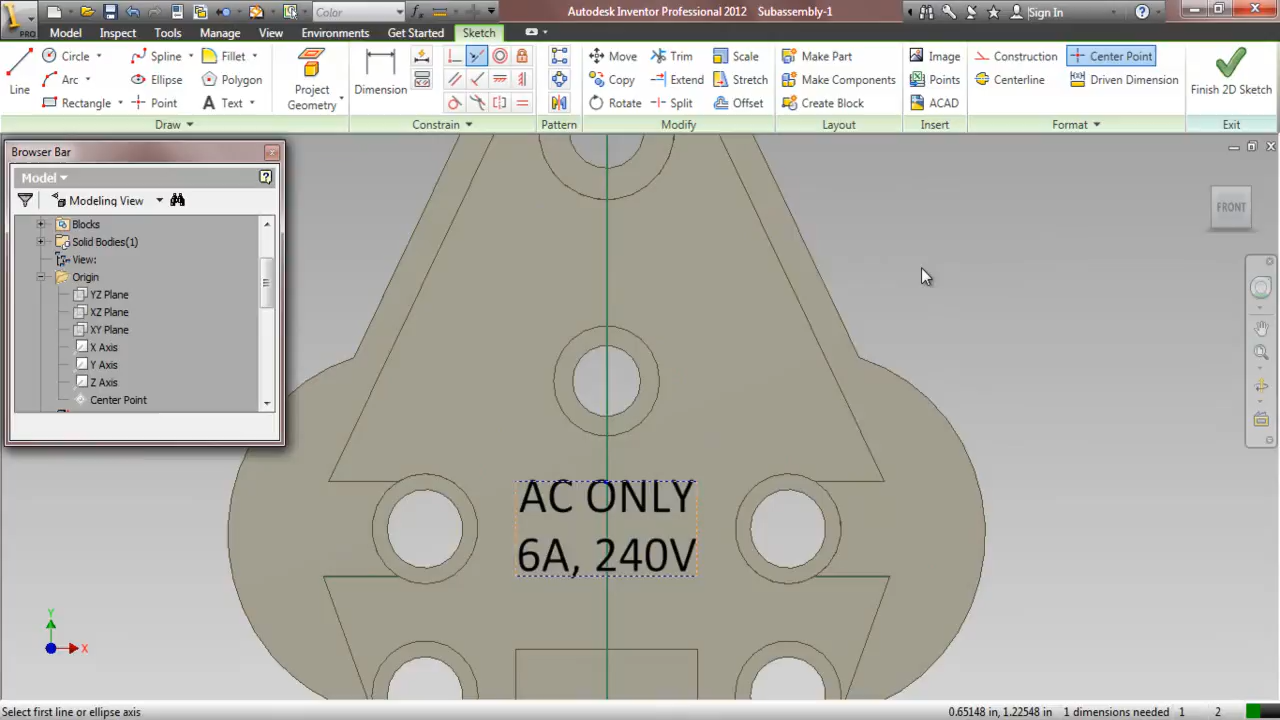 Color
Autodesk Inventor Professional 2012 Subassembly-1
Sign In
PRO
Model Inspect Tools Manage View Environments Get Started Sketch
Line
Circle
Arc
Rectangle
Spline
Ellipse
Point
Fillet
Polygon
Text
Project
Geometry
Dimension
Move
Copy
Rotate
Trim
Extend
Split
Scale
Stretch
Offset
Make Part
Make Components
Create Block
Image
Points
ACAD
Construction
Centerline
Center Point
Driven Dimension
Finish 2D Sketch
Draw
Constrain
Pattern
Modify
Layout
Insert
Format
Exit
Browser Bar
Model
Modeling View
Blocks
Solid Bodies(1)
View:
Origin
YZ Plane
XZ Plane
XY Plane
X Axis
Y Axis
Z Axis
Center Point
FRONT
AC ONLY
6A, 240V
Y
X
Select first line or ellipse axis
0.65148 in, 1.22548 in 1 dimensions needed 1 2